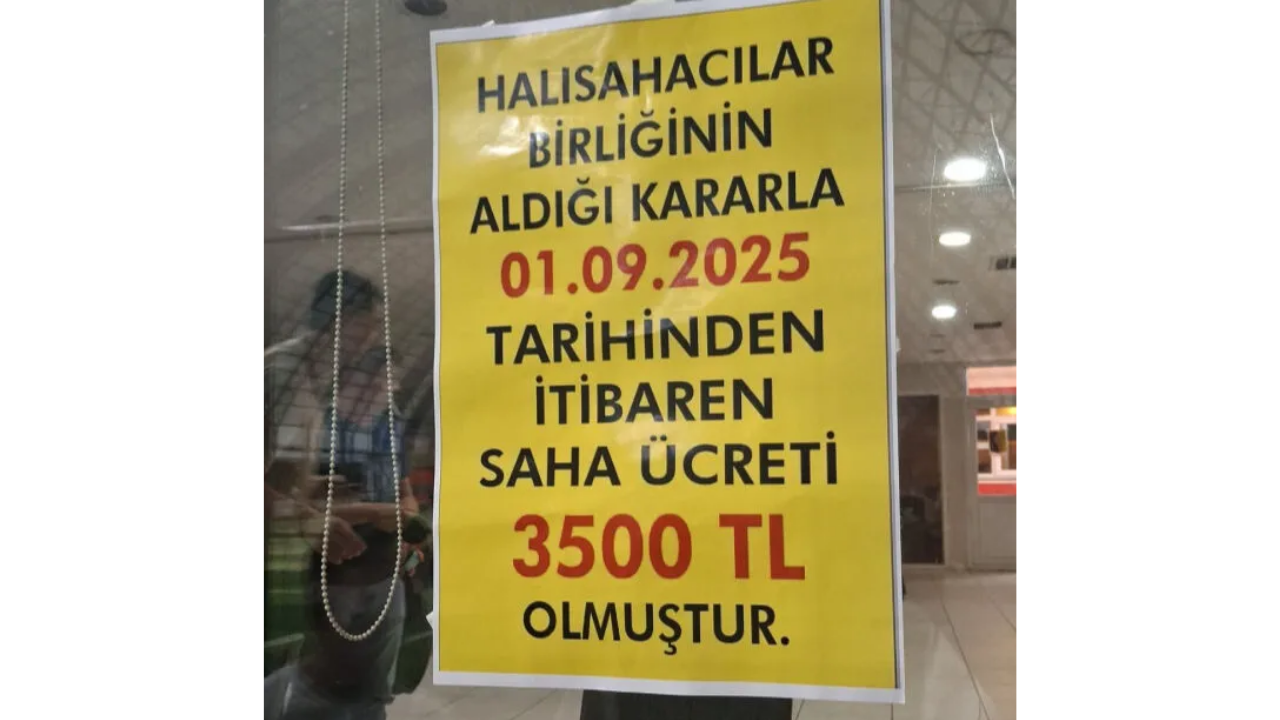 HALISAHACILAR
BİRLİĞİNİN
ALDIĞI KARARLA
01.09.2025
TARİHİNDEN
İTİBAREN
SAHA ÜCRETİ
3500 TL
OLMUŞTUR.